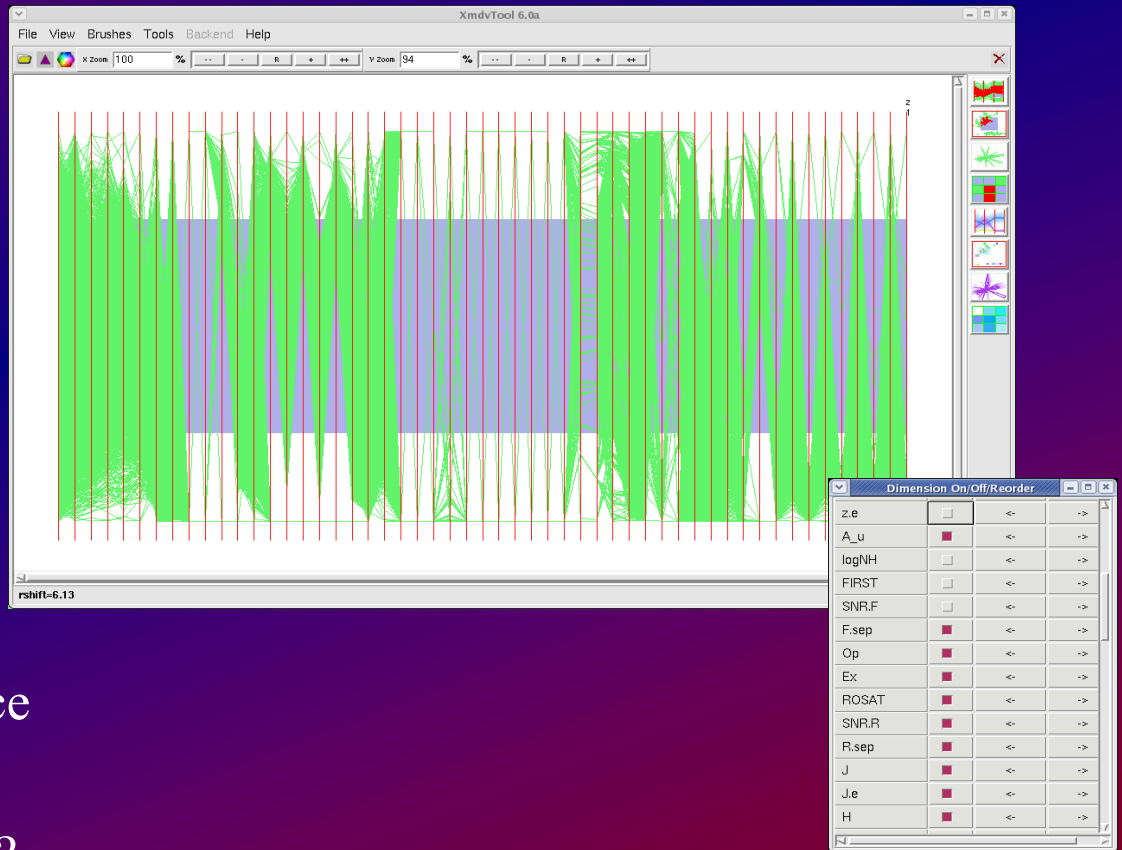 XmdvTool 6.0a
File View Brushes Tools Backend Help
X Zoom 100 % -- - R + ++ Y Zoom 94 % -- - R + ++
z
rshift=6.13
Dimension On/Off/Reorder
z.e <- ->
A_u <- ->
logNH <- ->
FIRST <- ->
SNR.F <- ->
F.sep <- ->
Op <- ->
Ex <- ->
ROSAT <- ->
SNR.R <- ->
R.sep <- ->
J <- ->
J.e <- ->
H <- ->
ce